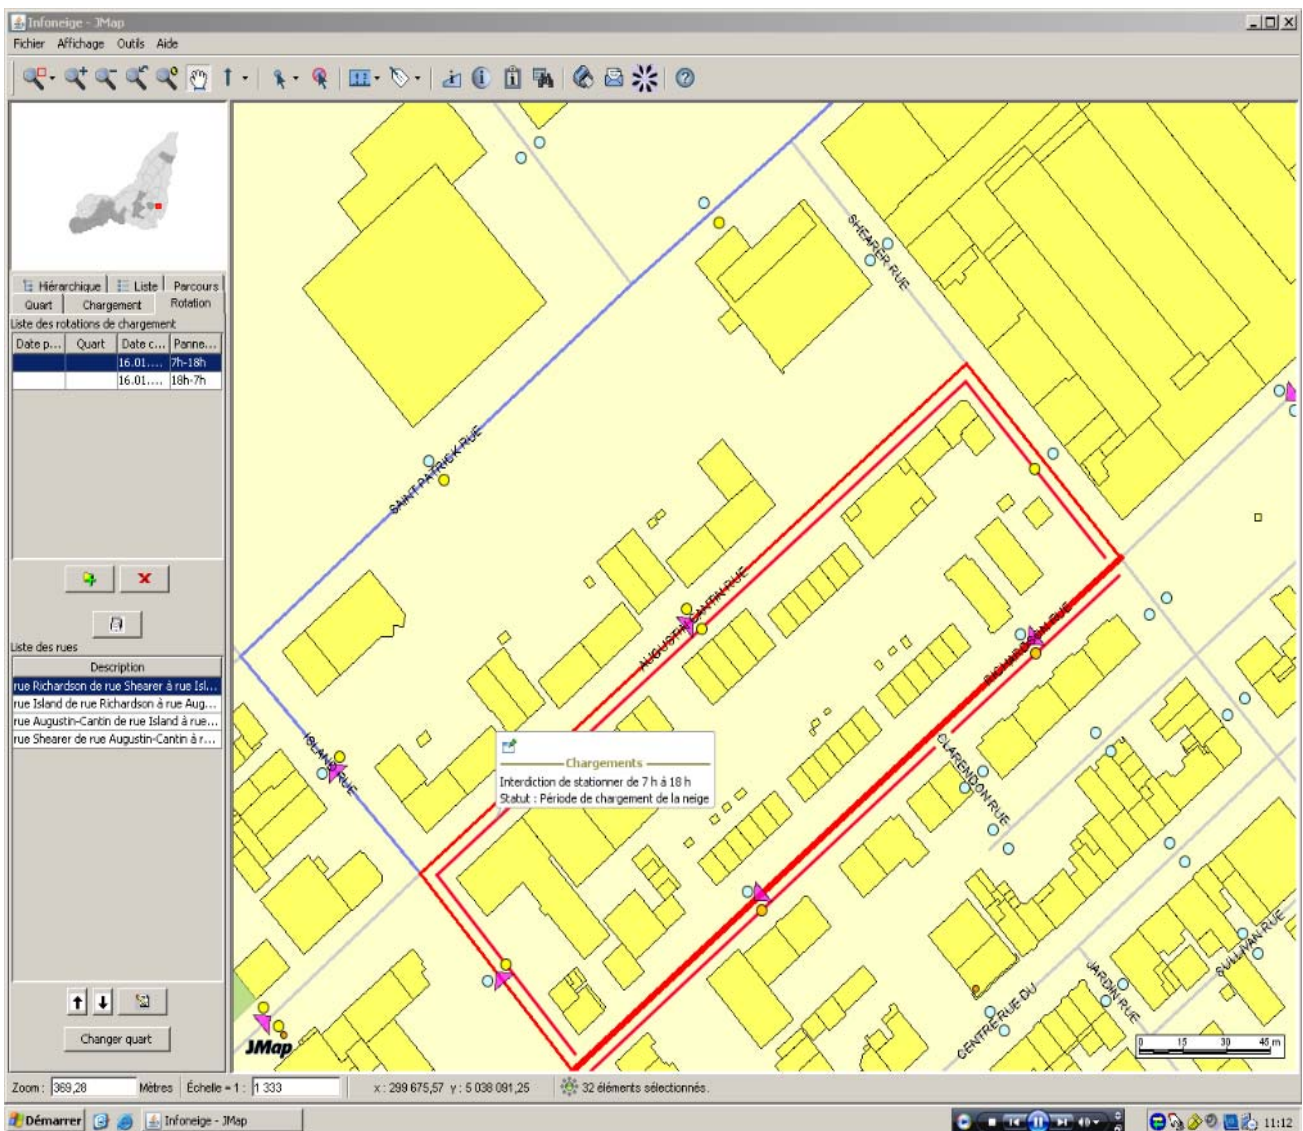 Infoneige - JMap
Fichier Affichage Outils Aide
Hiérarchique Liste Parcours
Quart Chargement Rotation
Liste des rotations de chargement
Date p... Quart Date c... Panne...
16.01.... 7h-18h
16.01.... 18h-7h
Liste des rues
Description
rue Richardson de rue Shearer à rue Isl...
rue Island de rue Richardson à rue Aug...
rue Augustin-Cantin de rue Island à rue...
rue Shearer de rue Augustin-Cantin à r...
Changer quart
SHEARER RUE
SAINT PATRICK RUE
AUGUSTIN-CANTIN RUE
RICHARDSON RUE
ISLAND RUE
Chargements
Interdiction de stationner de 7 h à 18 h
Statut : Période de chargement de la neige
CLARENDON RUE
SULLIVAN RUE
JARDIN RUE
CENTRE RUE DU
JMap
0 15 30 45 m
Zoom : 369,28 Mètres Échelle = 1 : 1 333 x : 299 675,57 y : 5 038 091,25 32 éléments sélectionnés.
Démarrer Infoneige - JMap 11:12